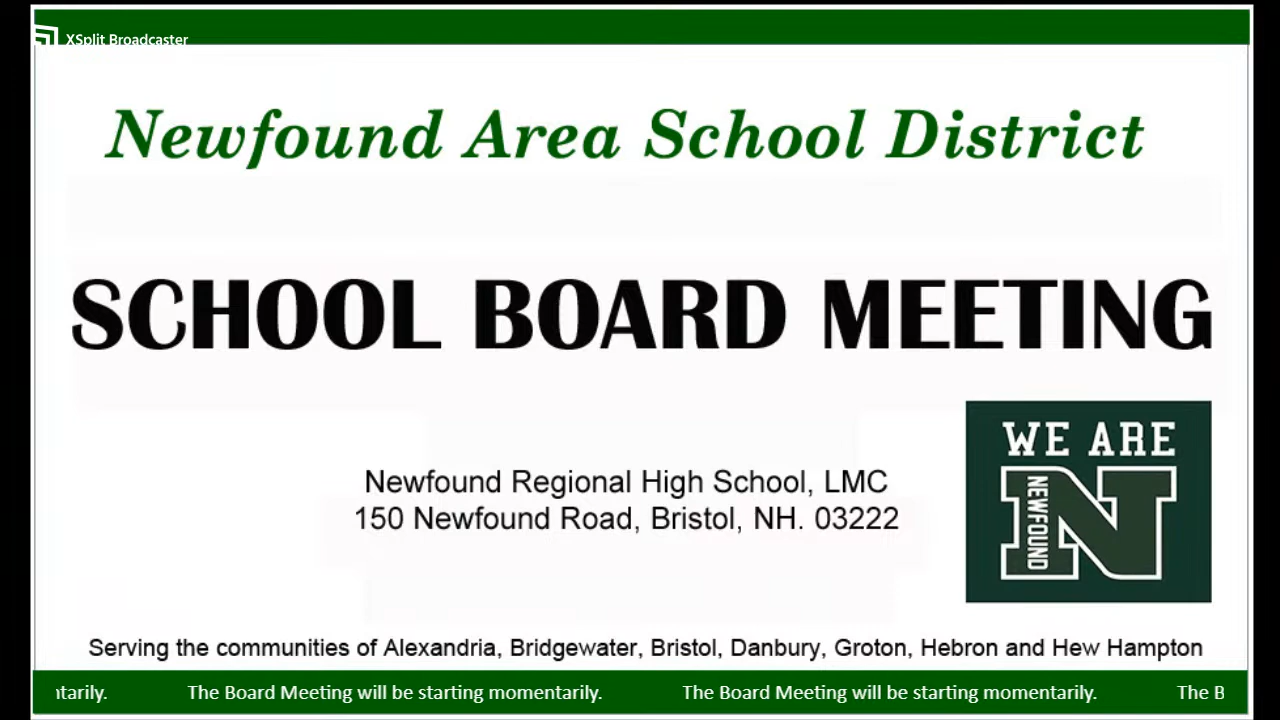 XSplit Broadcaster
Newfound Area School District
SCHOOL BOARD MEETING
WE ARE
N
NEWFOUND
Newfound Regional High School, LMC
150 Newfound Road, Bristol, NH. 03222
Serving the communities of Alexandria, Bridgewater, Bristol, Danbury, Groton, Hebron and Hew Hampton
ntarily. The Board Meeting will be starting momentarily. The Board Meeting will be starting momentarily. The B